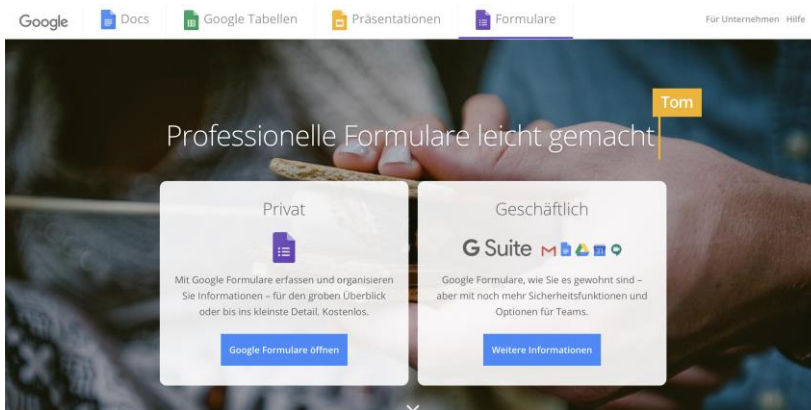 Google Docs Google Tabellen Präsentationen Formulare Für Unternehmen Hilfe
Tom
Professionelle Formulare leicht gemacht
Privat
Mit Google Formulare erfassen und organisieren
Sie Informationen – für den groben Überblick
oder bis ins kleinste Detail. Kostenlos.
Google Formulare öffnen
Geschäftlich
G Suite
31
Google Formulare, wie Sie es gewohnt sind –
aber mit noch mehr Sicherheitsfunktionen und
Optionen für Teams.
Weitere Informationen